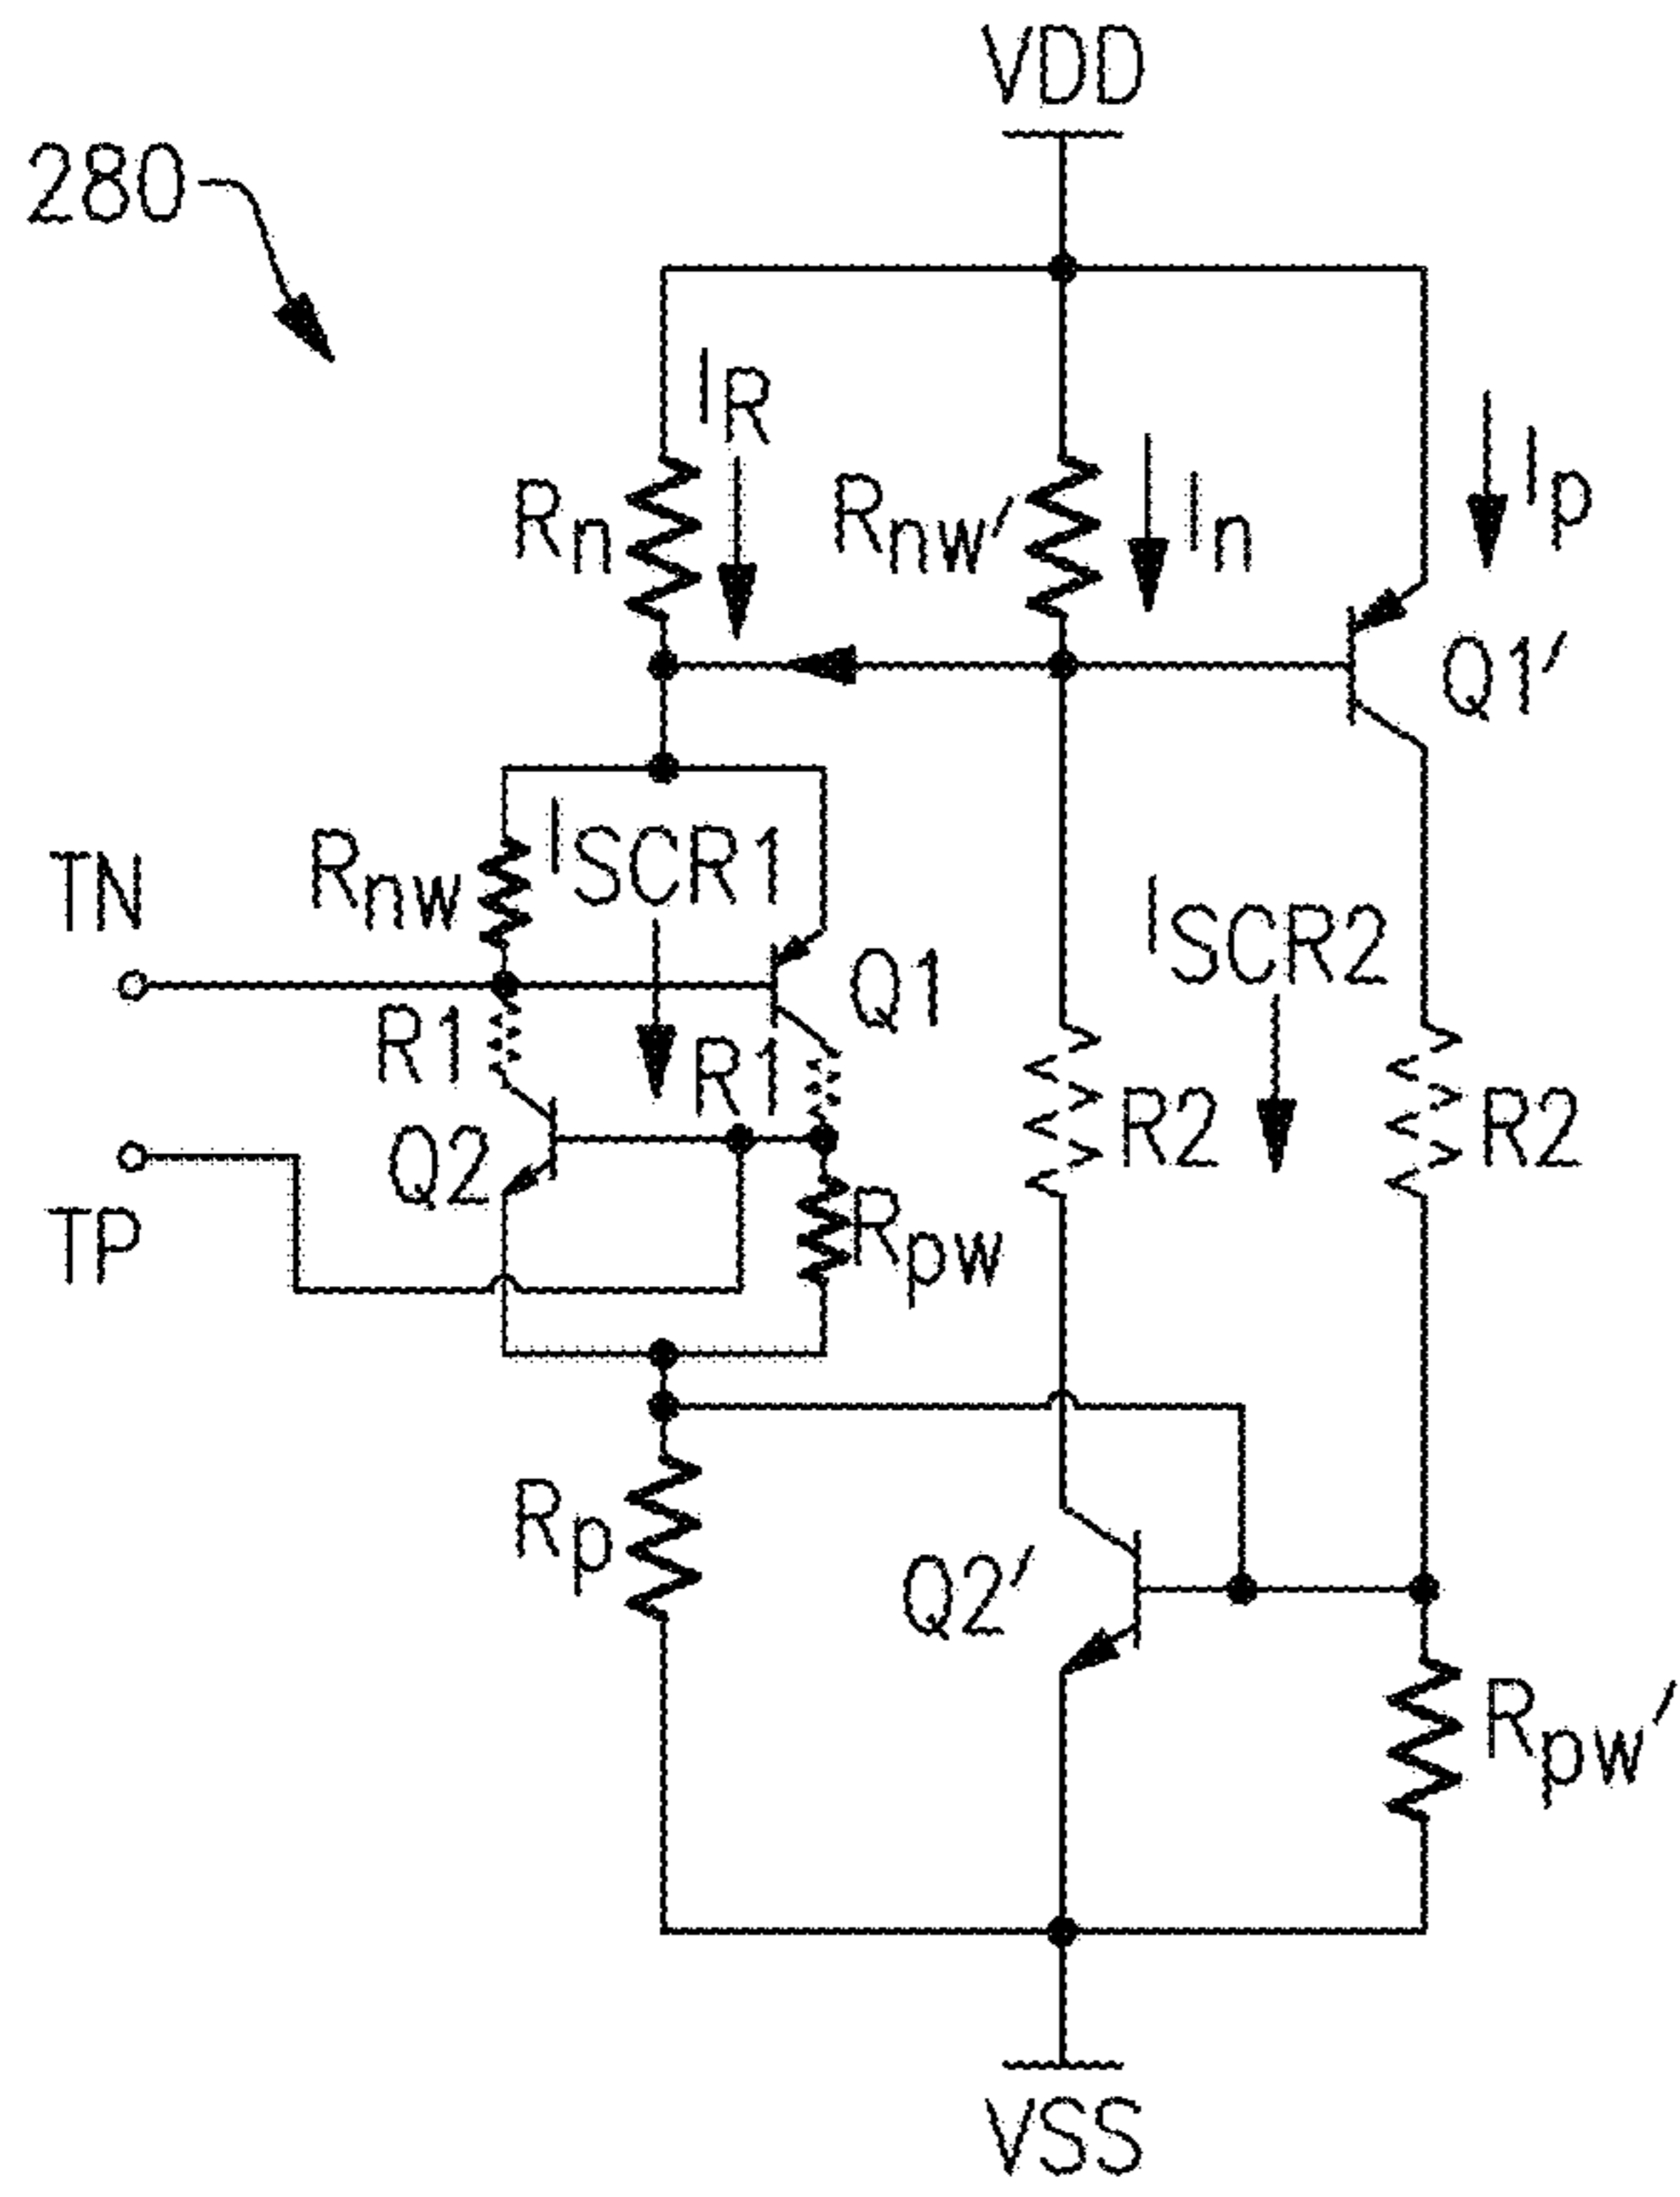 VDD
280
IR
Rn
Rnw'
In
Ip
Q1'
TN
Rnw
ISCR1
Q1
ISCR2
R1
R1
R2
R2
TP
Q2
Rpw
Rp
Q2'
Rpw'
VSS